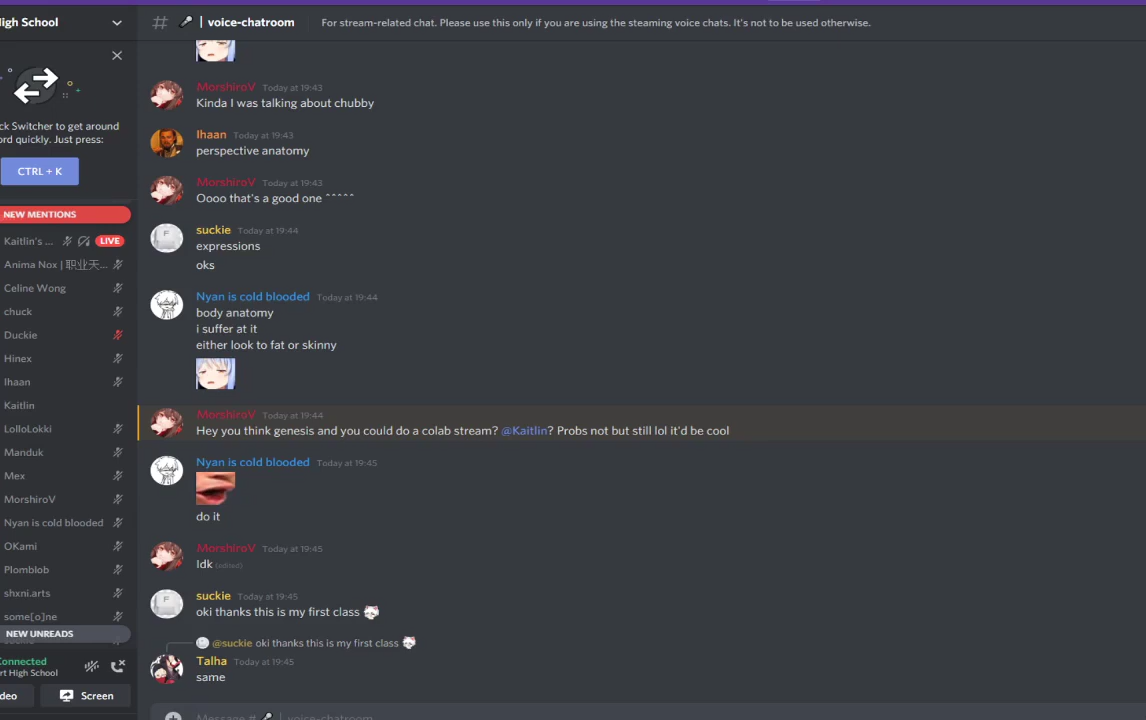 High School
voice-chatroom
For stream-related chat. Please use this only if you are using the steaming voice chats. It's not to be used otherwise.
ck Switcher to get around
ord quickly. Just press:
CTRL + K
NEW MENTIONS
Kaitlin's ...
LIVE
Anima Nox | 职业天...
Celine Wong
chuck
Duckie
Hinex
Ihaan
Kaitlin
LolloLokki
Manduk
Mex
MorshiroV
Nyan is cold blooded
OKami
Plomblob
shxni.arts
some[o]ne
NEW UNREADS
Connected
rt High School
deo
Screen
MorshiroV Today at 19:43
Kinda I was talking about chubby
Ihaan Today at 19:43
perspective anatomy
MorshiroV Today at 19:43
Oooo that's a good one ^^^^^
suckie Today at 19:44
expressions
oks
Nyan is cold blooded Today at 19:44
body anatomy
i suffer at it
either look to fat or skinny
MorshiroV Today at 19:44
Hey you think genesis and you could do a colab stream? @Kaitlin? Probs not but still lol it'd be cool
Nyan is cold blooded Today at 19:45
do it
MorshiroV Today at 19:45
Idk (edited)
suckie Today at 19:45
oki thanks this is my first class
@suckie oki thanks this is my first class
Talha Today at 19:45
same
Message # | voice-chatroom